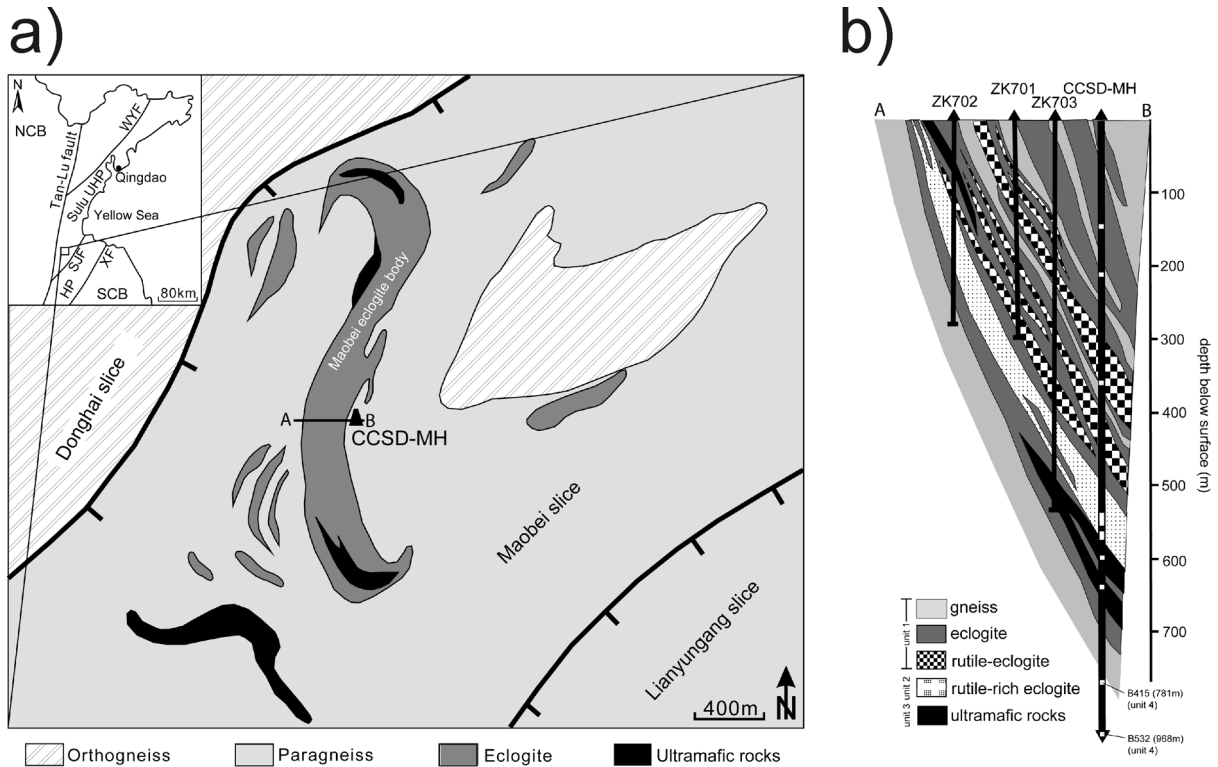 a)
N
NCB
Tan-Lu fault
WYF
Sulu UHP
Qingdao
Yellow Sea
SJF
XF
HP
SCB
80km
Donghai slice
Maobei eclogite body
A
B
CCSD-MH
Maobei slice
Lianyungang slice
400m
N
Orthogneiss
Paragneiss
Eclogite
Ultramafic rocks
b)
A
ZK702
ZK701
ZK703
CCSD-MH
B
100
200
300
400
500
600
700
depth below surface (m)
unit 1
gneiss
eclogite
rutile-eclogite
unit 2
rutile-rich eclogite
unit 3
ultramafic rocks
B415 (781m)
(unit 4)
B532 (968m)
(unit 4)